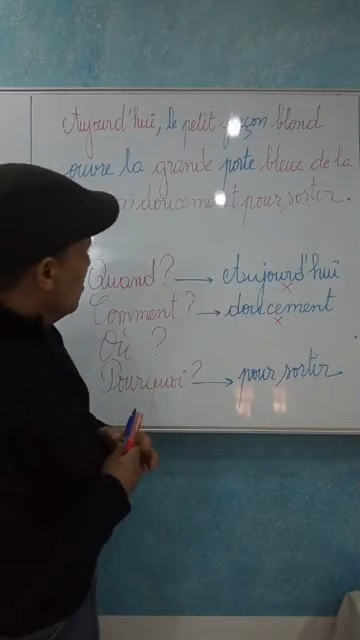 Aujourd'hui, le petit garçon blond
ouvre la grande porte bleue de la
doucement pour sortir.
Quand ? → Aujourd'hui
x
Comment ? → doucement
x
Où ?
Pourquoi ? → pour sortir